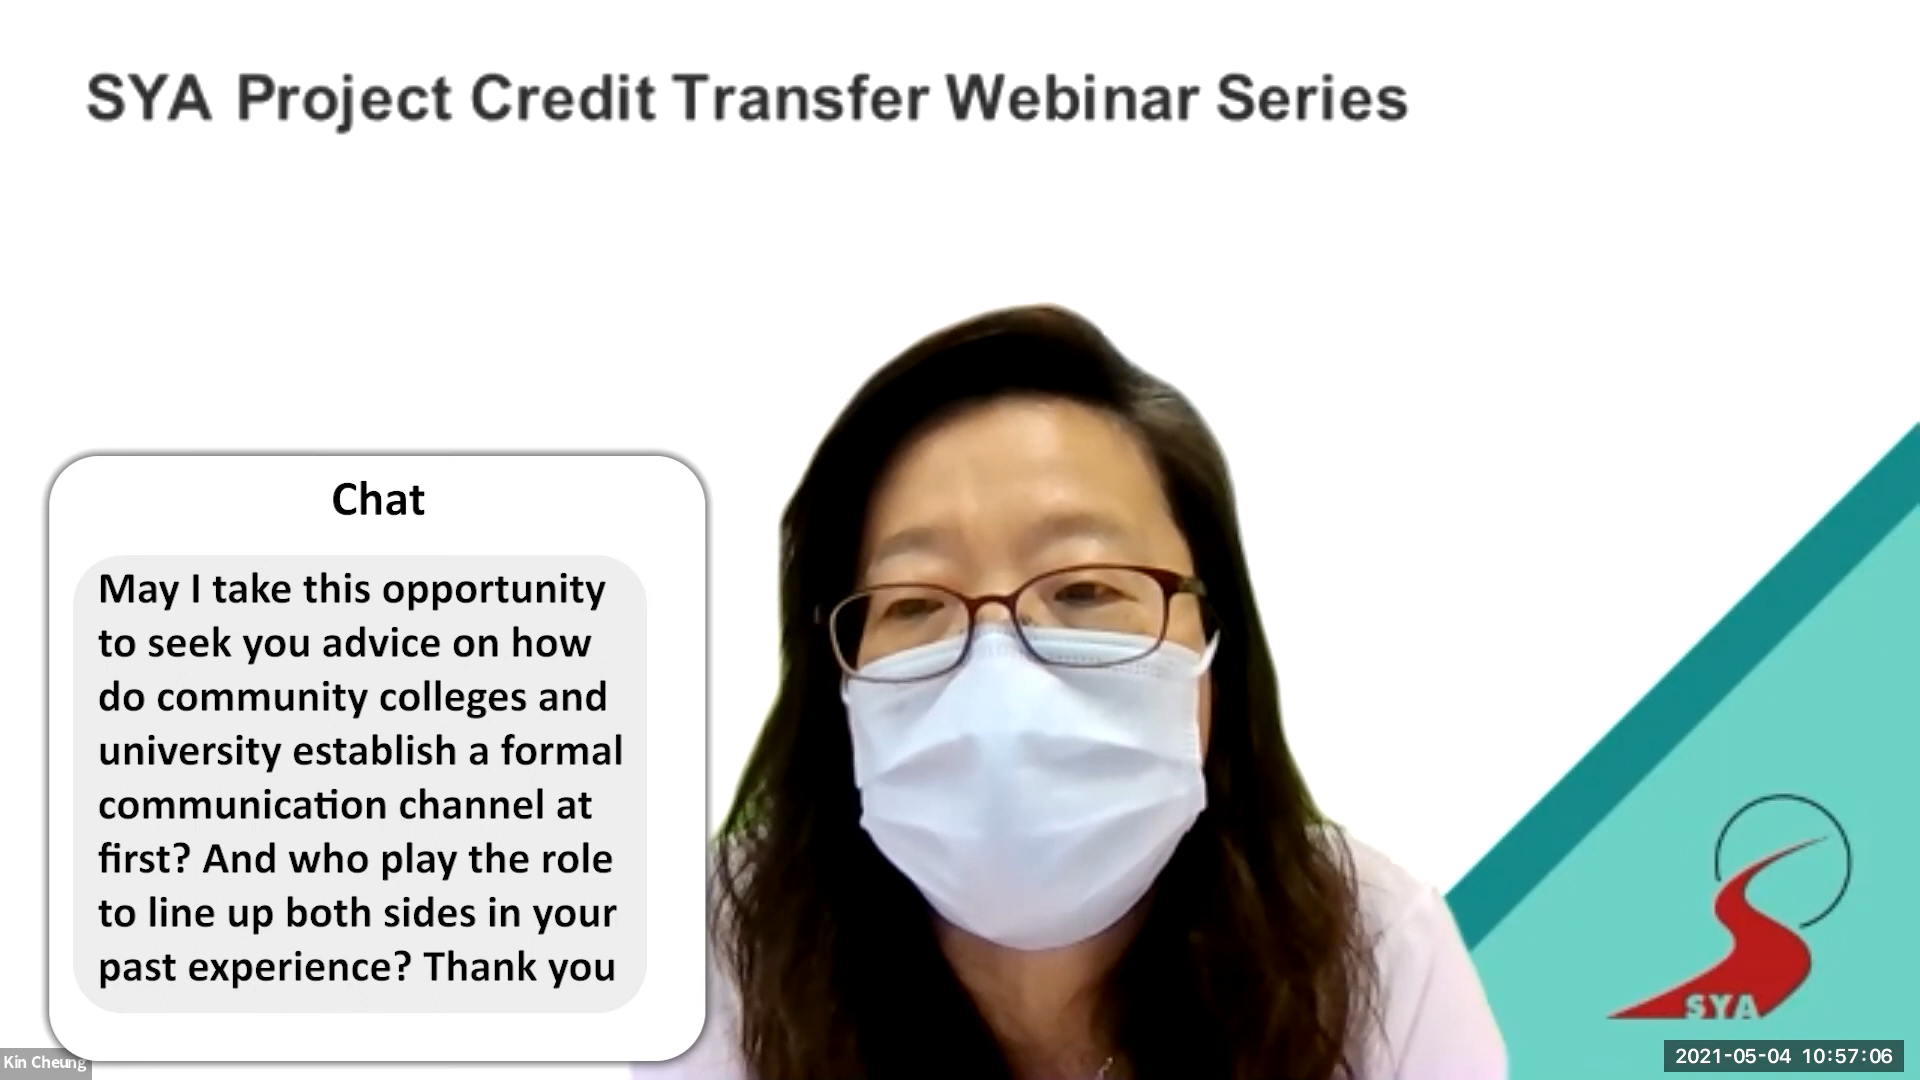 SYA Project Credit Transfer Webinar Series
Chat
May I take this opportunity
to seek you advice on how
do community colleges and
university establish a formal
communication channel at
first? And who play the role
to line up both sides in your
past experience? Thank you
SYA
Kin Cheung
2021-05-04 10:57:06